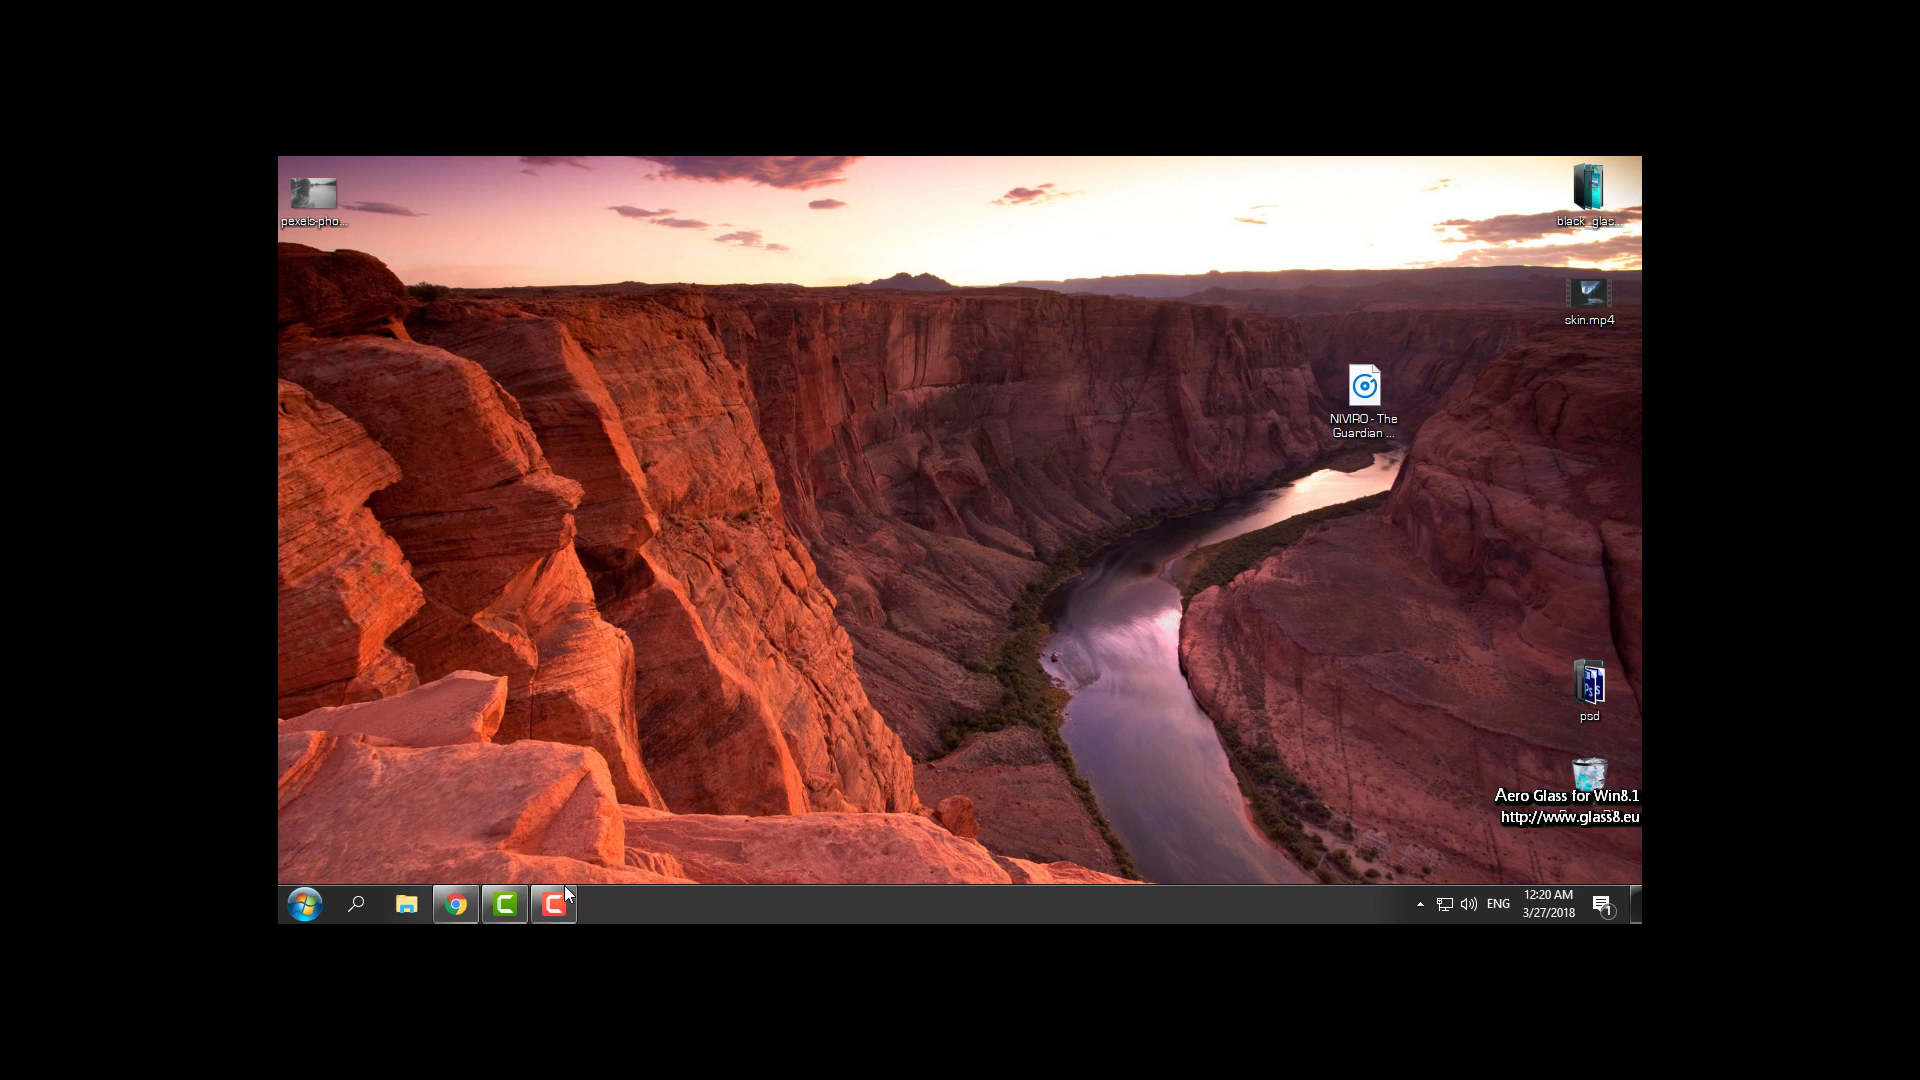 pexels-pho...
black_glas...
skin.mp4
NIVIRO - The
Guardian ...
psd
Aero Glass for Win8.1
http://www.glass8.eu
ENG
12:20 AM
3/27/2018
1